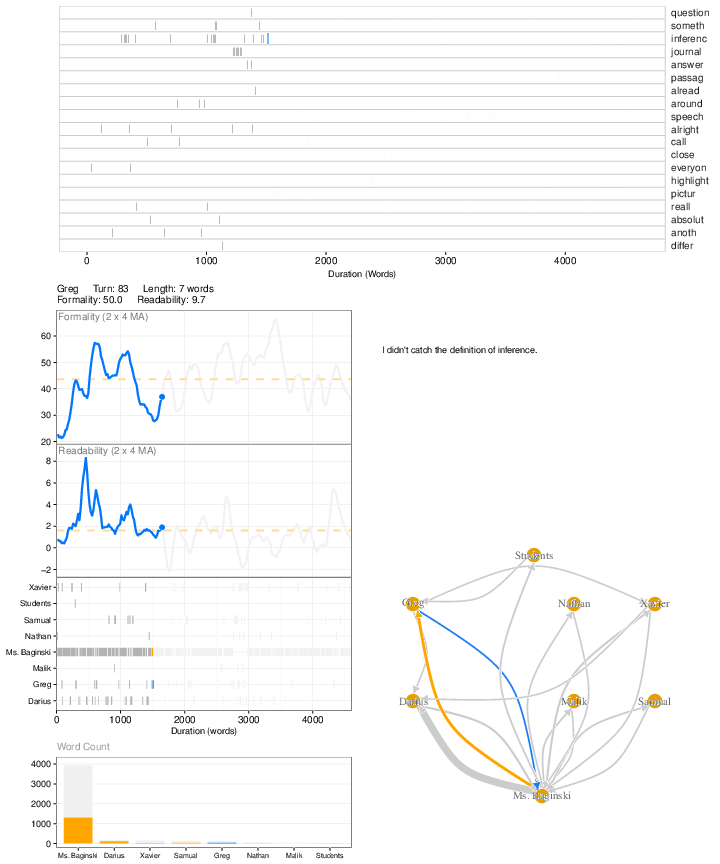 question
someth
inferenc
journal
answer
passag
alread
around
speech
alright
call
close
everyon
highlight
pictur
reall
absolut
anoth
differ
0 1000 2000 3000 4000
Duration (Words)
Greg Turn: 83 Length: 7 words
Formality: 50.0 Readability: 9.7
Formality (2 x 4 MA)
60
50
40
30
20
I didn't catch the definition of inference.
Readability (2 x 4 MA)
8
6
4
2
0
−2
Xavier
Students
Samual
Nathan
Ms. Baginski
Malik
Greg
Darius
0 1000 2000 3000 4000
Duration (words)
Students
Greg Nathan Xavier
Darius Malik Samual
Ms. Baginski
Word Count
4000
3000
2000
1000
0
Ms. Baginski Darius Xavier Samual Greg Nathan Malik Students